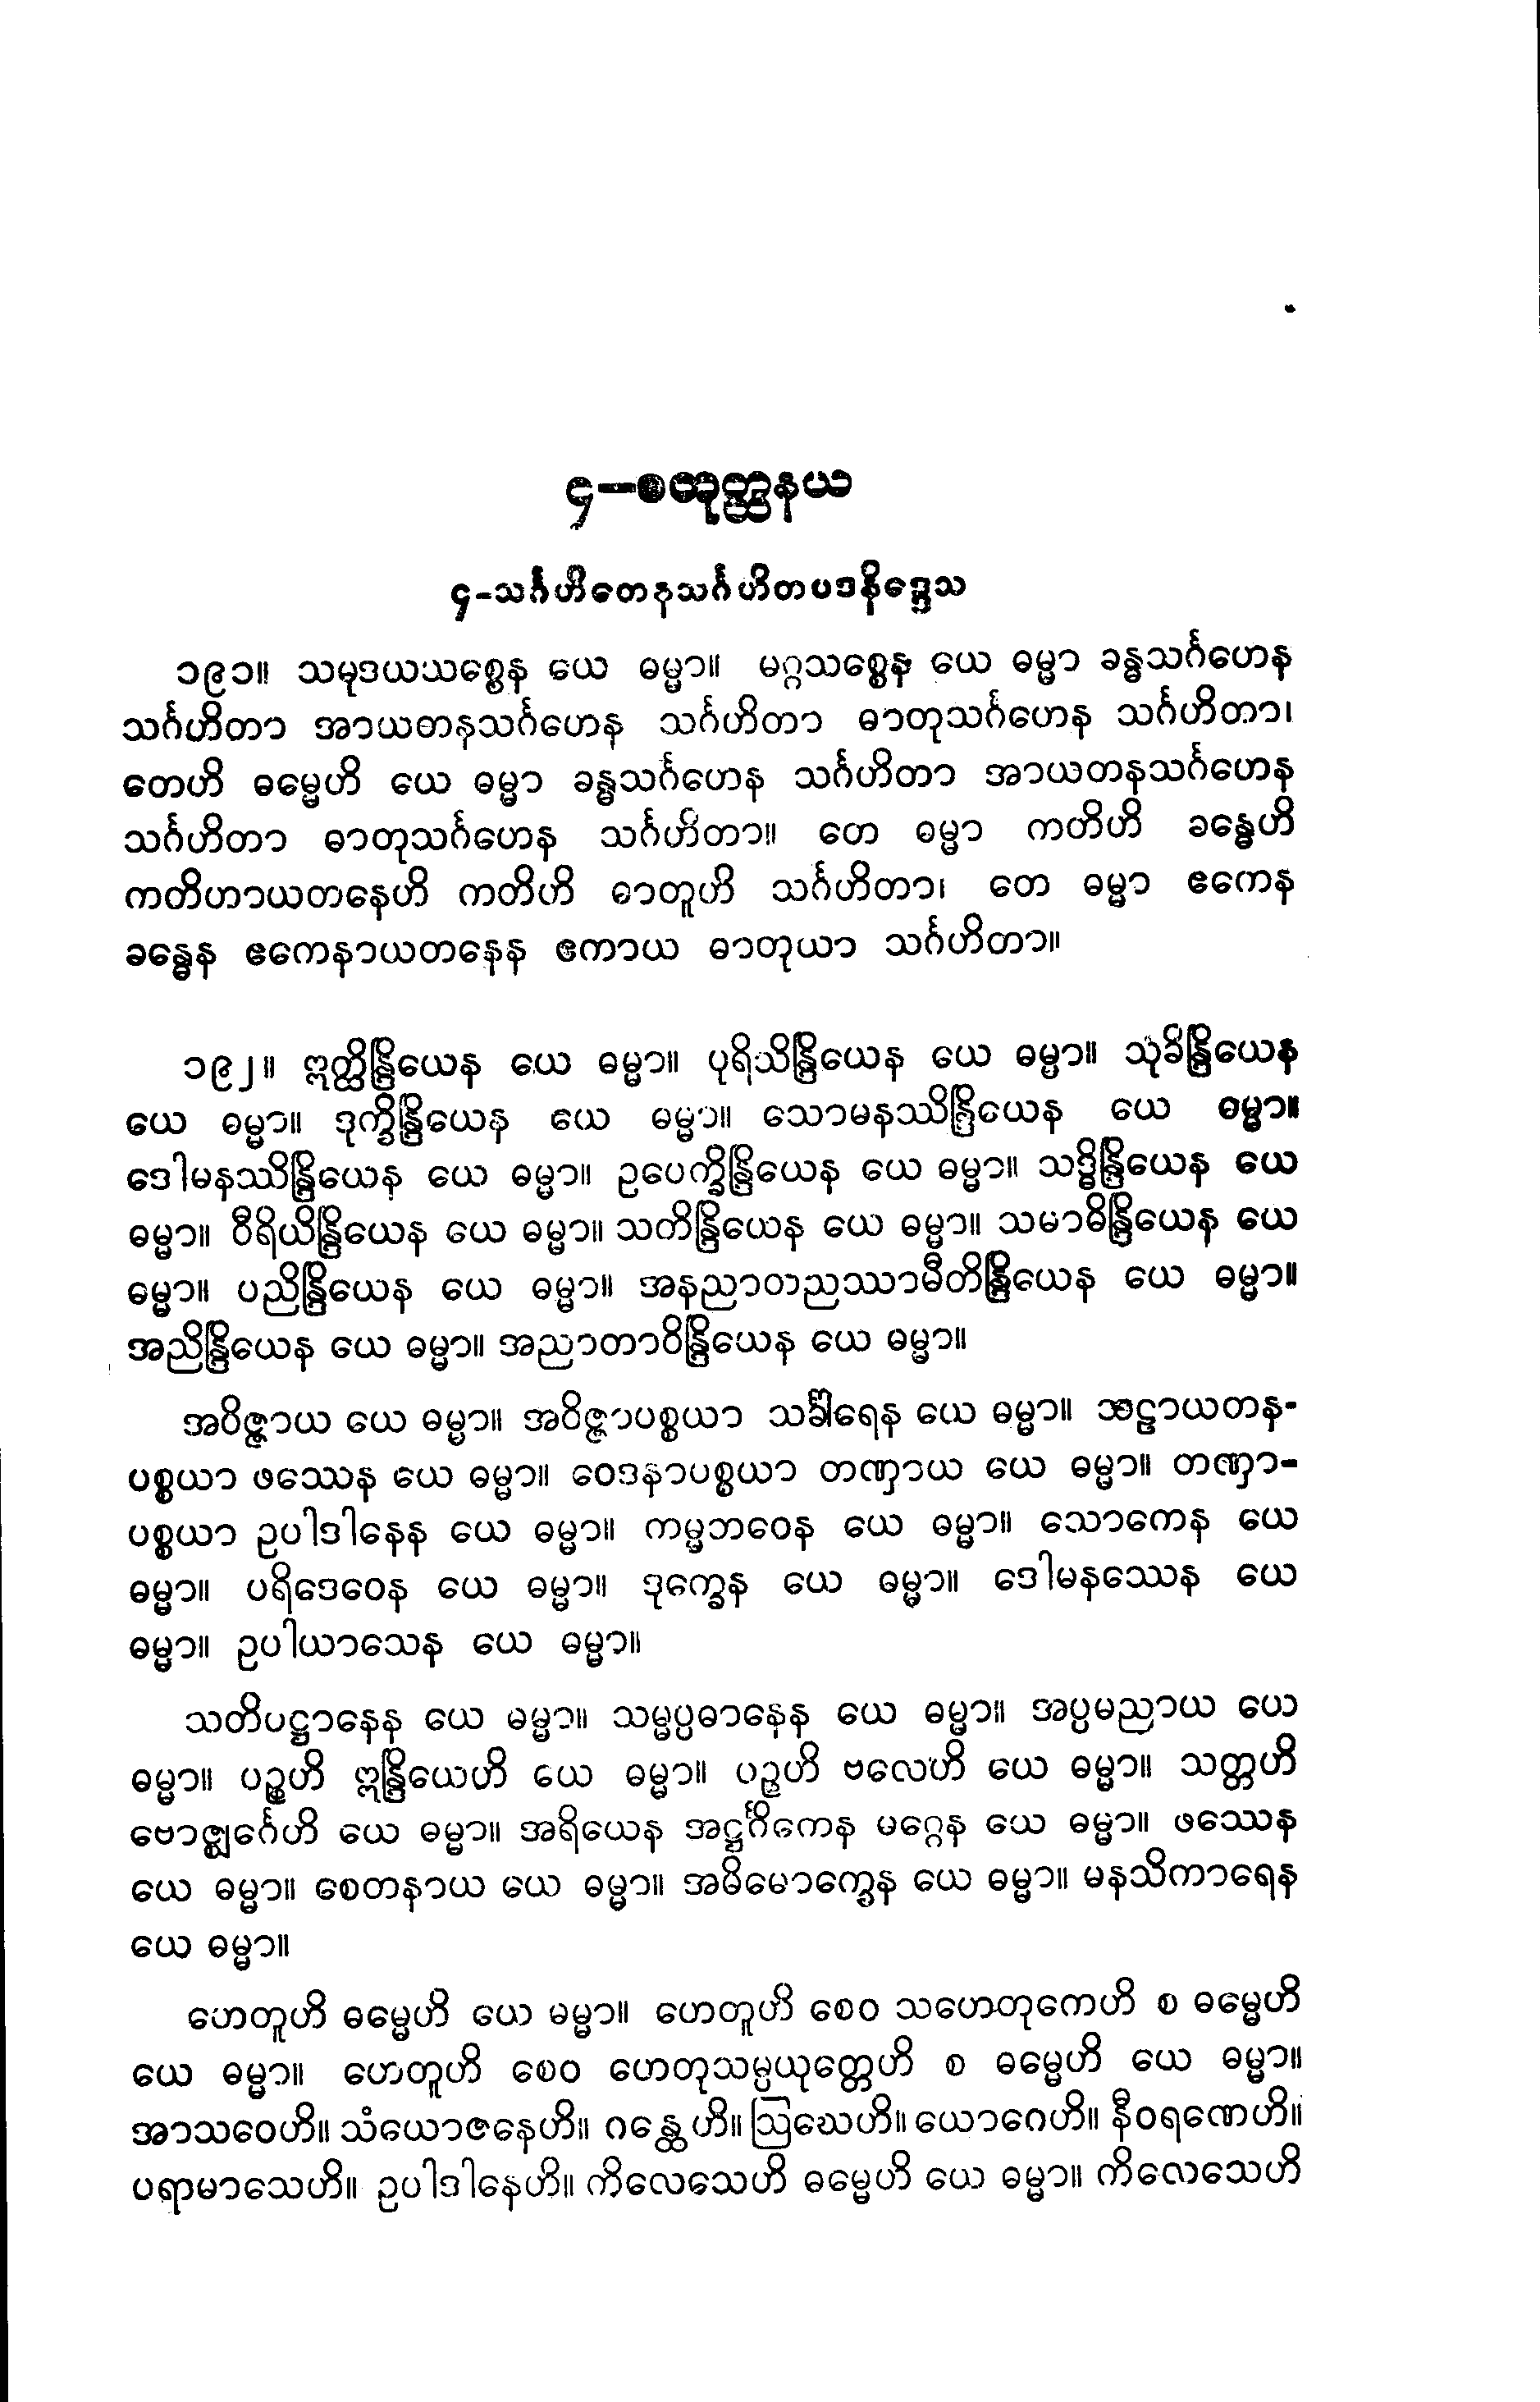 ၄–စတုတ္ထနယ
၄-သင်္ဂဟိတေနသင်္ဂဟိတပဒနိဒ္ဒေသ
၁၉၁။ သမုဒယသစ္စေန ယေ ဓမ္မာ။ မဂ္ဂသစ္စေန ယေ ဓမ္မာ ခန္ဓသင်္ဂဟေန
သင်္ဂဟိတာ အာယတနသင်္ဂဟေန သင်္ဂဟိတာ ဓာတုသင်္ဂဟေန သင်္ဂဟိတာ၊
တေဟိ ဓမ္မေဟိ ယေ ဓမ္မာ ခန္ဓသင်္ဂဟေန သင်္ဂဟိတာ အာယတနသင်္ဂဟေန
သင်္ဂဟိတာ ဓာတုသင်္ဂဟေန သင်္ဂဟိတာ။ တေ ဓမ္မာ ကတိဟိ ခန္ဓေဟိ
ကတိဟာယတနေဟိ ကတိဟိ ဓာတူဟိ သင်္ဂဟိတာ၊ တေ ဓမ္မာ ဧကေန
ခန္ဓေန ဧကေနာယတနေန ဧကာယ ဓာတုယာ သင်္ဂဟိတာ။
၁၉၂။ ဣတ္ထိန္ဒြိယေန ယေ ဓမ္မာ။ ပုရိသိန္ဒြိယေန ယေ ဓမ္မာ။ သုခိန္ဒြိယေန
ယေ ဓမ္မာ။ ဒုက္ခိန္ဒြိယေန ယေ ဓမ္မာ။ သောမနဿိန္ဒြိယေန ယေ ဓမ္မာ။
ဒေါမနဿိန္ဒြိယေန ယေ ဓမ္မာ။ ဥပေက္ခိန္ဒြိယေန ယေ ဓမ္မာ။ သဒ္ဓိန္ဒြိယေန ယေ
ဓမ္မာ။ ဝီရိယိန္ဒြိယေန ယေ ဓမ္မာ။ သတိန္ဒြိယေန ယေ ဓမ္မာ။ သမာဓိန္ဒြိယေန ယေ
ဓမ္မာ။ ပညိန္ဒြိယေန ယေ ဓမ္မာ။ အနညာတညဿာမီတိန္ဒြိယေန ယေ ဓမ္မာ။
အညိန္ဒြိယေန ယေ ဓမ္မာ။ အညာတာဝိန္ဒြိယေန ယေ ဓမ္မာ။
အဝိဇ္ဇာယ ယေ ဓမ္မာ။ အဝိဇ္ဇာပစ္စယာ သင်္ခါရေန ယေ ဓမ္မာ။ သဠာယတန-
ပစ္စယာ ဖဿေန ယေ ဓမ္မာ။ ဝေဒနာပစ္စယာ တဏှာယ ယေ ဓမ္မာ။ တဏှာ-
ပစ္စယာ ဥပါဒါနေန ယေ ဓမ္မာ။ ကမ္မဘဝေန ယေ ဓမ္မာ။ သောကေန ယေ
ဓမ္မာ။ ပရိဒေဝေန ယေ ဓမ္မာ။ ဒုက္ခေန ယေ ဓမ္မာ။ ဒေါမနဿေန ယေ
ဓမ္မာ။ ဥပါယာသေန ယေ ဓမ္မာ။
သတိပဋ္ဌာနေန ယေ ဓမ္မာ။ သမ္မပ္ပဓာနေန ယေ ဓမ္မာ။ အပ္ပမညာယ ယေ
ဓမ္မာ။ ပဉ္စဟိ ဣန္ဒြိယေဟိ ယေ ဓမ္မာ။ ပဉ္စဟိ ဗလေဟိ ယေ ဓမ္မာ။ သတ္တဟိ
ဗောဇ္ဈင်္ဂေဟိ ယေ ဓမ္မာ။ အရိယေန အဋ္ဌင်္ဂိကေန မဂ္ဂေန ယေ ဓမ္မာ။ ဖဿေန
ယေ ဓမ္မာ။ စေတနာယ ယေ ဓမ္မာ။ အဓိမောက္ခေန ယေ ဓမ္မာ။ မနသိကာရေန
ယေ ဓမ္မာ။
ဟေတူဟိ ဓမ္မေဟိ ယေ ဓမ္မာ။ ဟေတူဟိ စေဝ သဟေတုကေဟိ စ ဓမ္မေဟိ
ယေ ဓမ္မာ။ ဟေတူဟိ စေဝ ဟေတုသမ္ပယုတ္တေဟိ စ ဓမ္မေဟိ ယေ ဓမ္မာ။
အာသဝေဟိ။ သံယောဇနေဟိ။ ဂန္ထေဟိ။ ဩဃေဟိ။ ယောဂေဟိ။ နီဝရဏေဟိ။
ပရာမာသေဟိ။ ဥပါဒါနေဟိ။ ကိလေသေဟိ ဓမ္မေဟိ ယေ ဓမ္မာ။ ကိလေသေဟိ